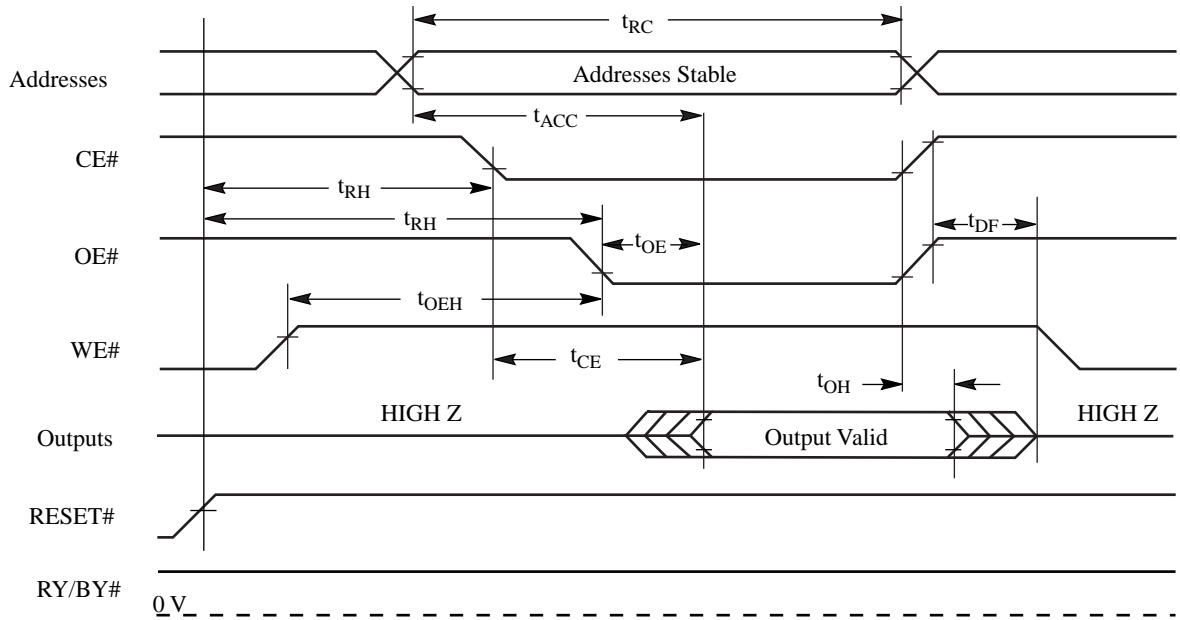 tRC
Addresses
Addresses Stable
tACC
CE#
tRH
tRH
tDF
OE#
tOE
tOEH
WE#
tCE
tOH
HIGH Z
HIGH Z
Outputs
Output Valid
RESET#
RY/BY#
0 V